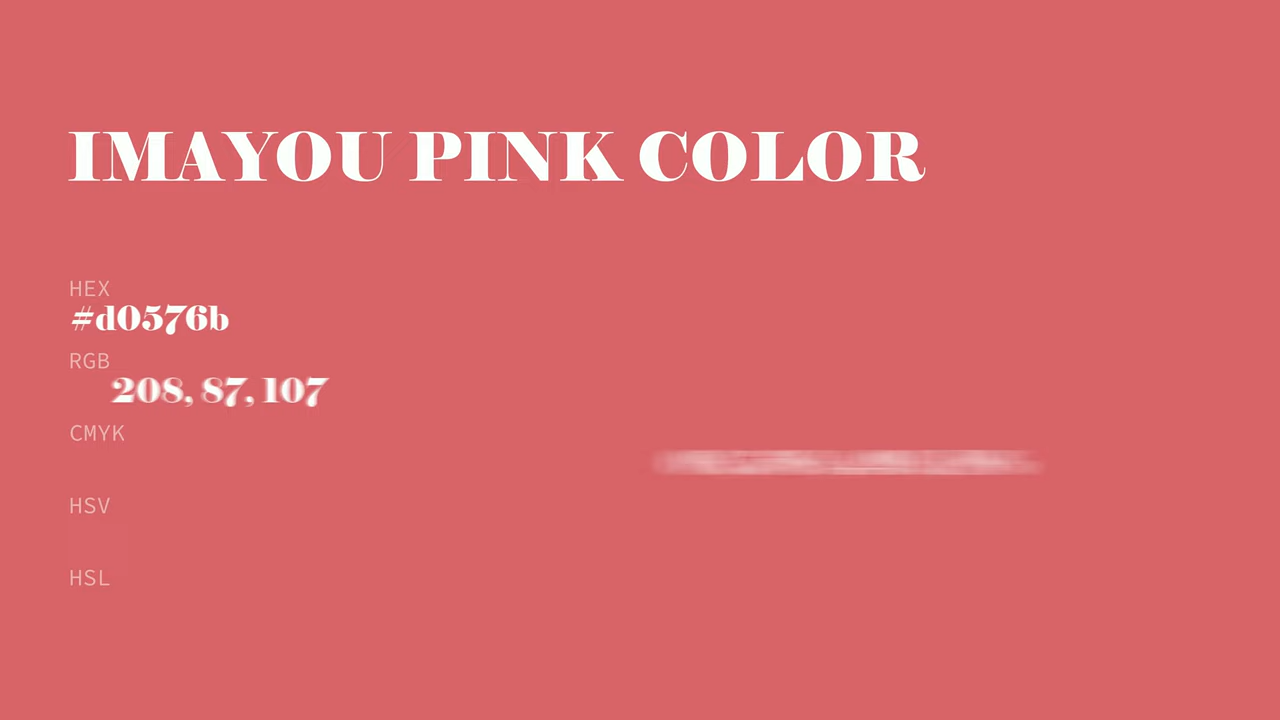 IMAYOU PINK COLOR
HEX
#d0576b
RGB
208, 87, 107
CMYK
HSV
HSL